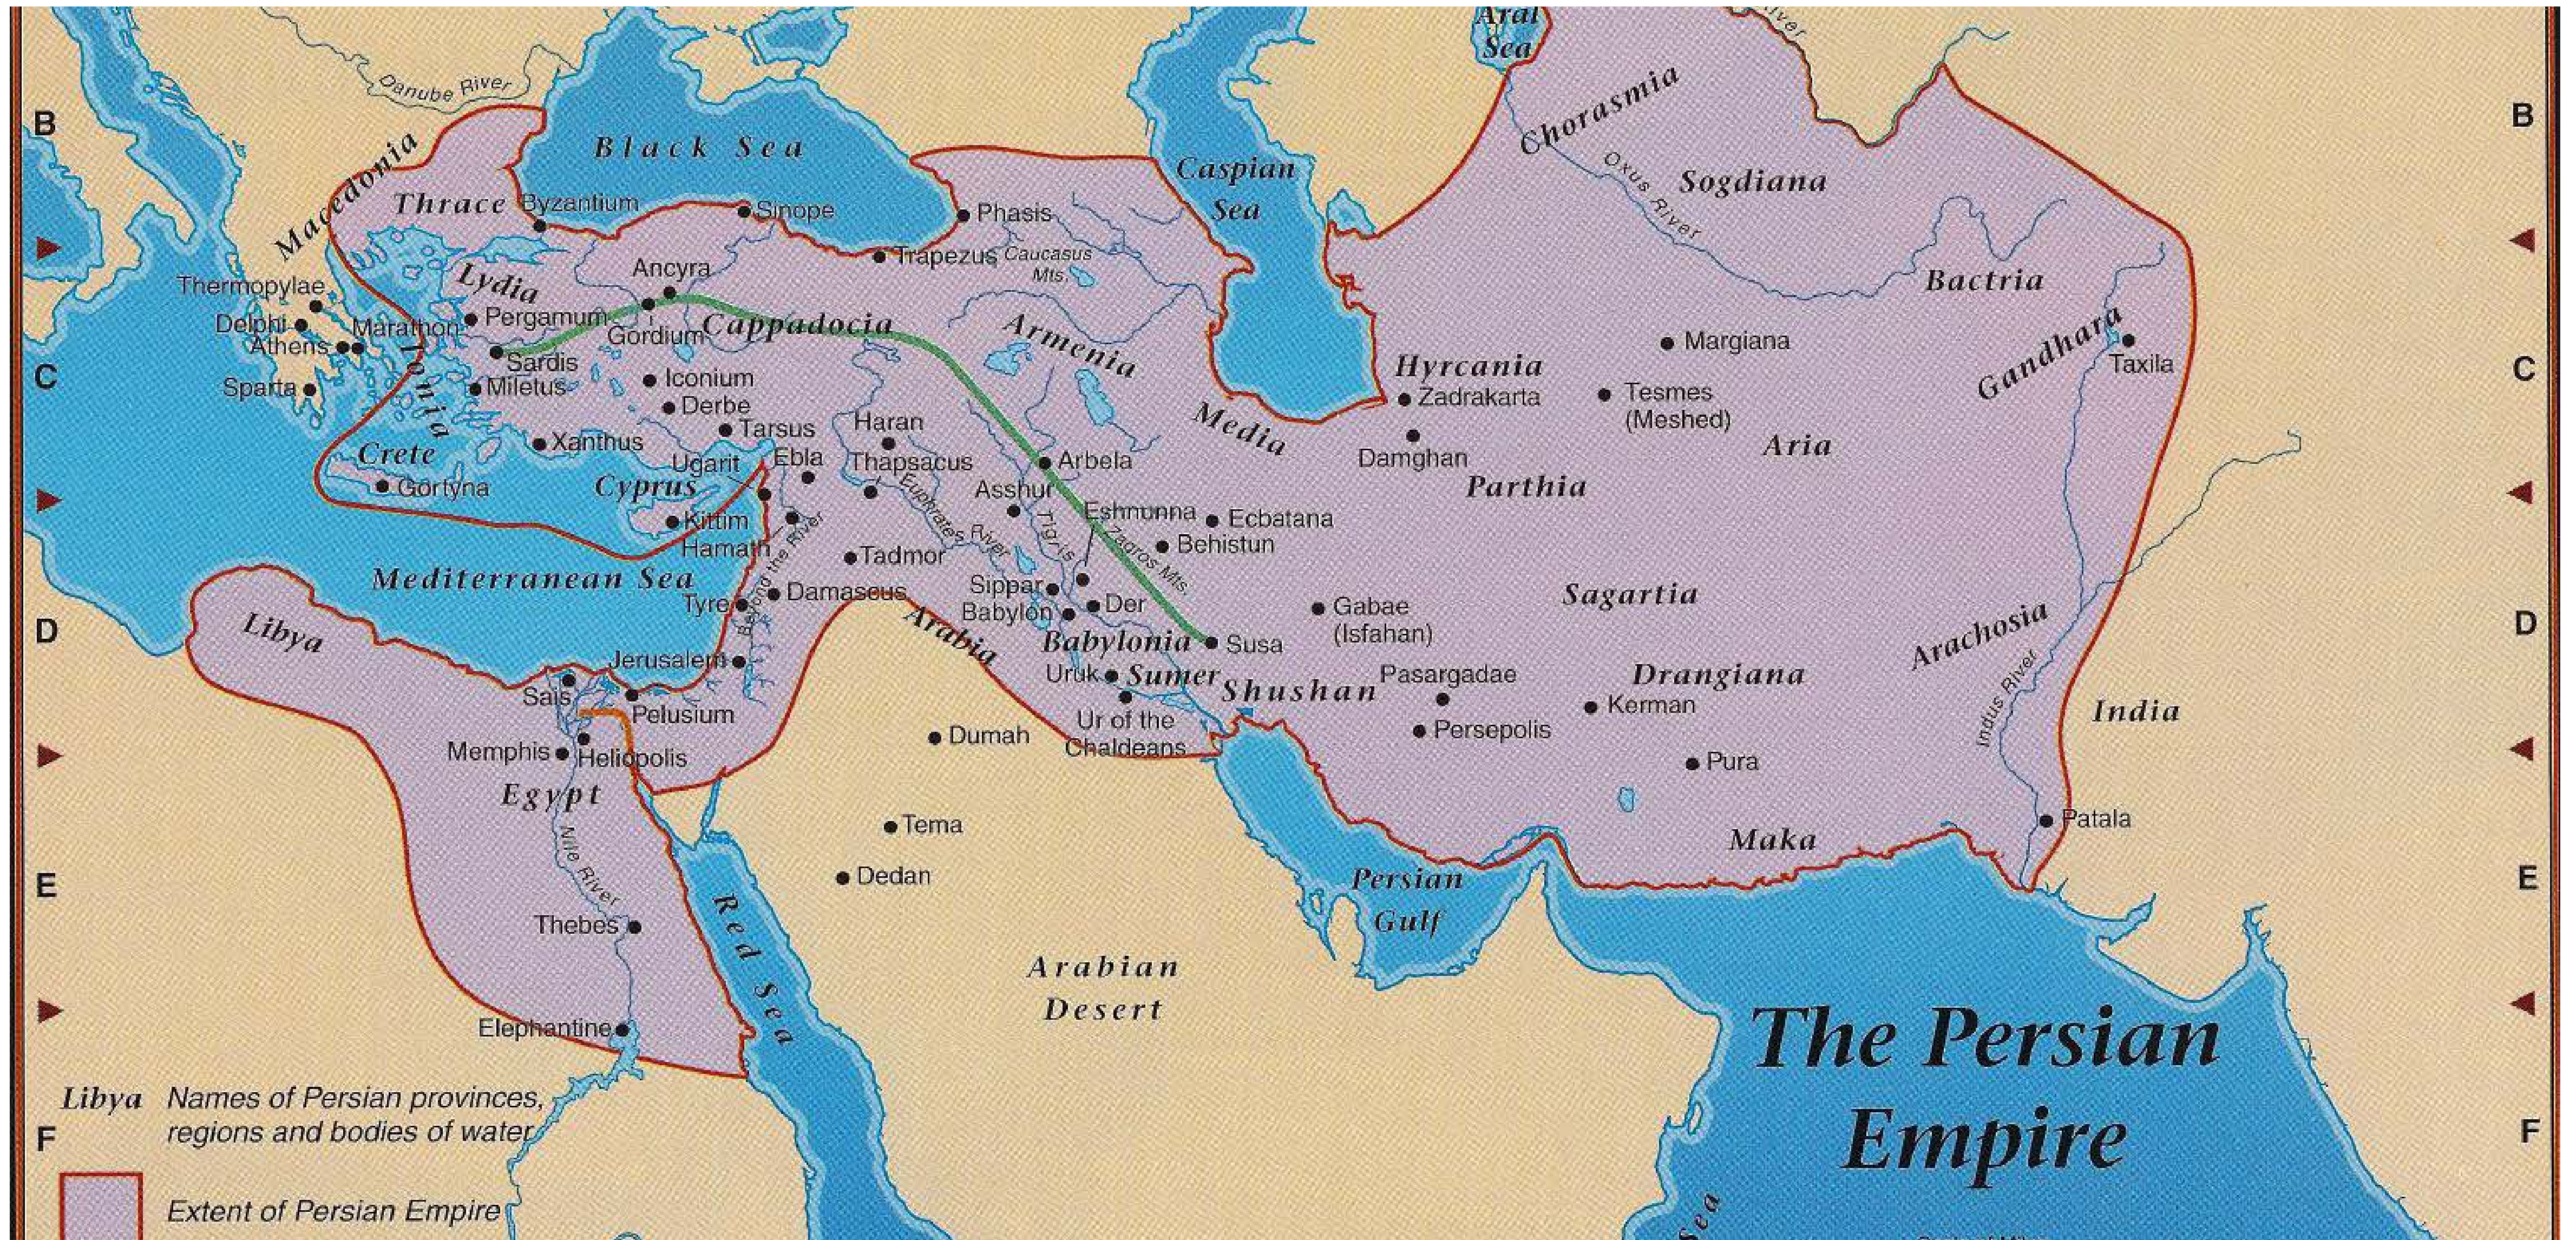 Aral
Sea
River
Danube River
B
B
Black Sea
Caspian
Sea
Chorasmia
Oxus River
Sogdiana
Macedonia
Thrace
Byzantium
Sinope
Phasis
Trapezus
Caucasus
Mts.
Ancyra
Lydia
Bactria
Thermopylae
Delphi
Marathon
Athens
Pergamum
Gordium
Cappadocia
Armenia
Margiana
Gandhara
Taxila
Ionia
Sardis
C
Sparta
Miletus
Iconium
Hyrcania
Zadrakarta
Tesmes
(Meshed)
C
Derbe
Tarsus
Haran
Media
Damghan
Aria
Xanthus
Crete
Gortyna
Ugarit
Ebla
Thapsacus
Arbela
Parthia
Cyprus
Asshur
Euphrates River
Tigris
Eshnunna
Ecbatana
Kittim
Hamath
Beyond the River
Tadmor
Zagros Mts.
Behistun
Mediterranean Sea
Tyre
Damascus
Sippar
Babylon
Der
Sagartia
Gabae
(Isfahan)
D
Libya
Arabia
Babylonia
Susa
Arachosia
D
Jerusalem
Uruk
Sumer
Shushan
Pasargadae
Drangiana
Indus River
Sais
Pelusium
Ur of the
Chaldeans
Persepolis
Kerman
India
Memphis
Heliopolis
Dumah
Pura
Egypt
Nile River
Tema
Maka
Patala
Dedan
E
Persian
Gulf
E
Thebes
Red Sea
Arabian
Desert
Elephantine
The Persian
Empire
Libya Names of Persian provinces,
regions and bodies of water
F
F
Extent of Persian Empire
Sea